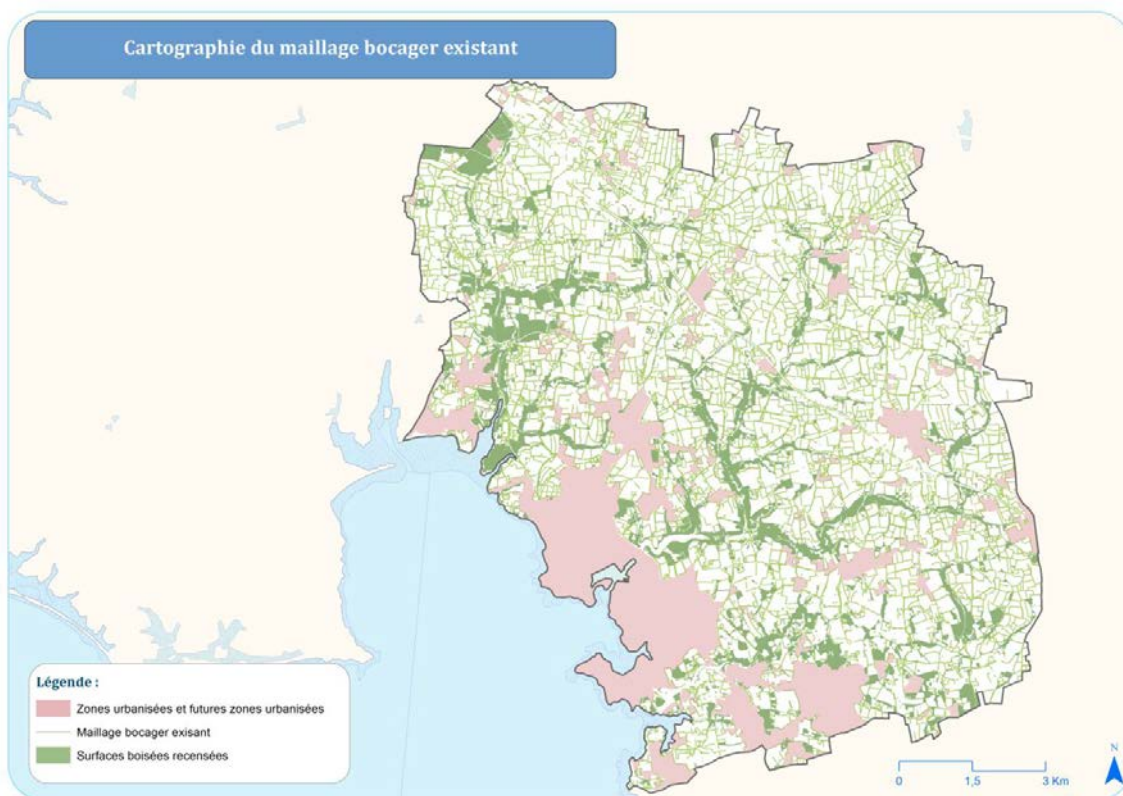 Cartographie du maillage bocager existant
Légende :
Zones urbanisées et futures zones urbanisées
Maillage bocager exisant
Surfaces boisées recensées
N
0 1,5 3 Km